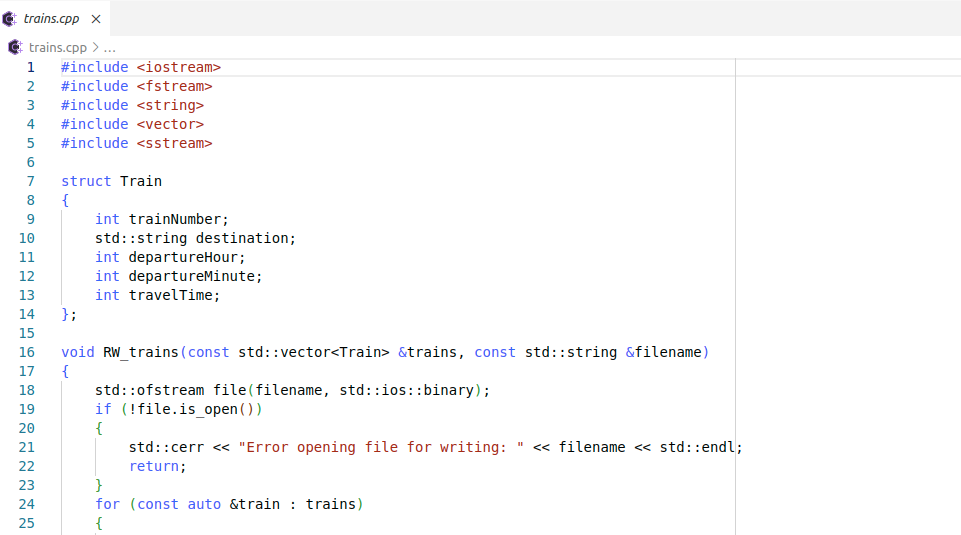 trains.cpp ×
trains.cpp > ...
1 #include <iostream>
2 #include <fstream>
3 #include <string>
4 #include <vector>
5 #include <sstream>
6
7 struct Train
8 {
9     int trainNumber;
10     std::string destination;
11     int departureHour;
12     int departureMinute;
13     int travelTime;
14 };
15
16 void RW_trains(const std::vector<Train> &trains, const std::string &filename)
17 {
18     std::ofstream file(filename, std::ios::binary);
19     if (!file.is_open())
20     {
21         std::cerr << "Error opening file for writing: " << filename << std::endl;
22         return;
23     }
24     for (const auto &train : trains)
25     {